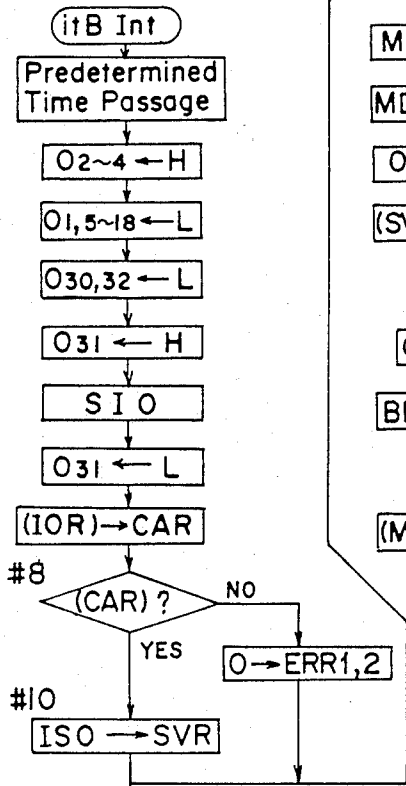 itB Int
Predetermined
Time Passage
O2~4 ← H
O1,5~18 ← L
O30,32 ← L
O31 ← H
SIO
O31 ← L
(IOR) → CAR
#8
(CAR) ?
NO
YES
O → ERR1,2
#10
ISO → SVR
M
O